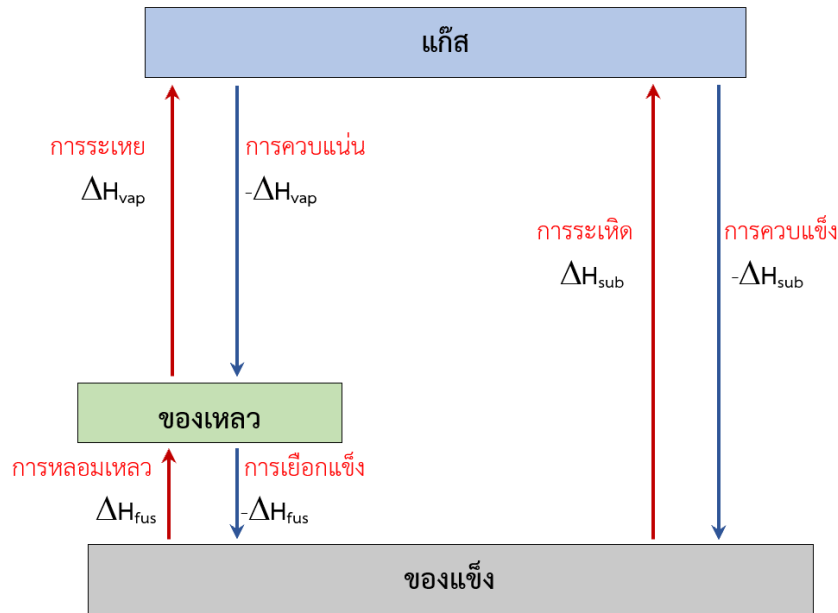 แก๊ส
การระเหย
ΔHvap
การควบแน่น
-ΔHvap
การระเหิด
ΔHsub
การควบแข็ง
-ΔHsub
ของเหลว
การหลอมเหลว
ΔHfus
การเยือกแข็ง
-ΔHfus
ของแข็ง